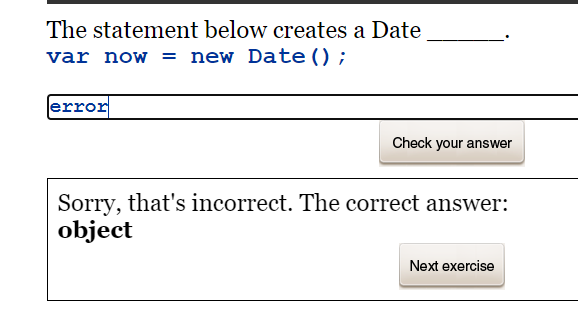 The statement below creates a Date ______.
var now = new Date();
error
Check your answer
Sorry, that's incorrect. The correct answer:
object
Next exercise